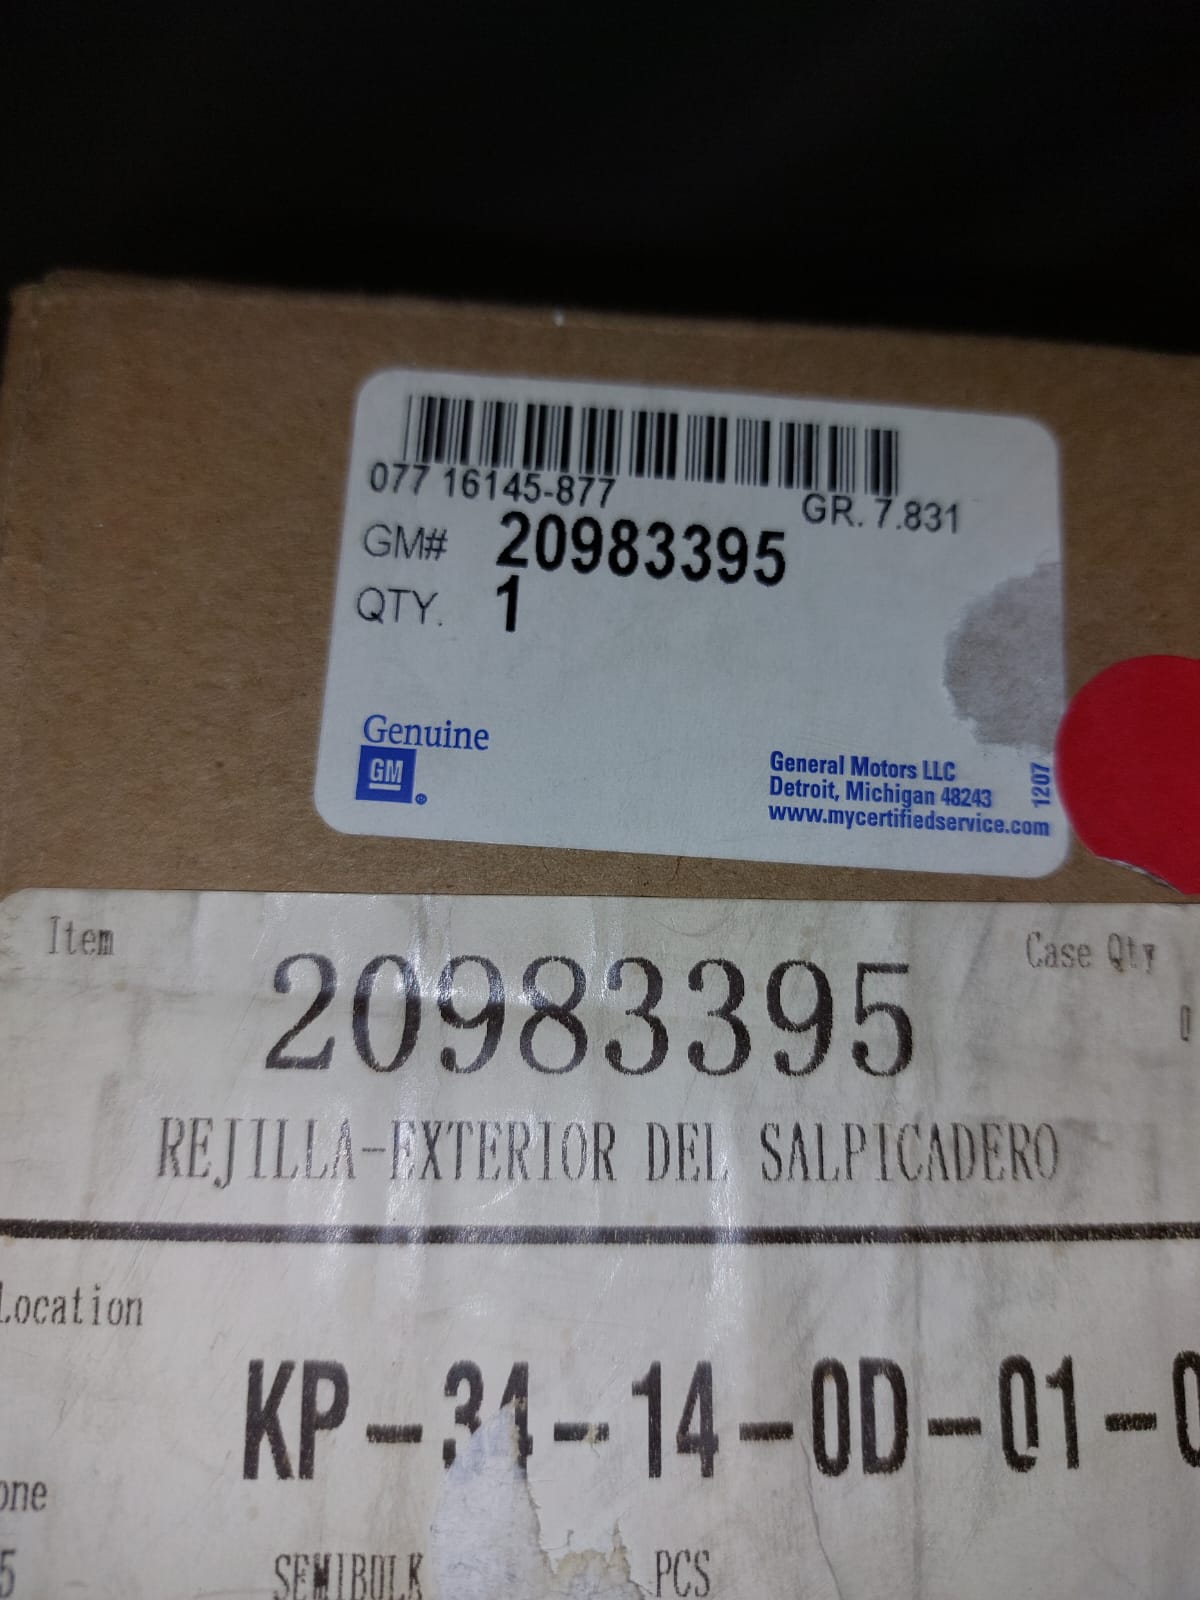 077 16145-877
GR. 7.831
GM# 20983395
QTY. 1
Genuine
GM
General Motors LLC
Detroit, Michigan 48243
www.mycertifiedservice.com
1207
Item
Case Qty
20983395
REJILLA-EXTERIOR DEL SALPICADERO
Location
KP-34-14-0D-01-
SEMIBULK
PCS